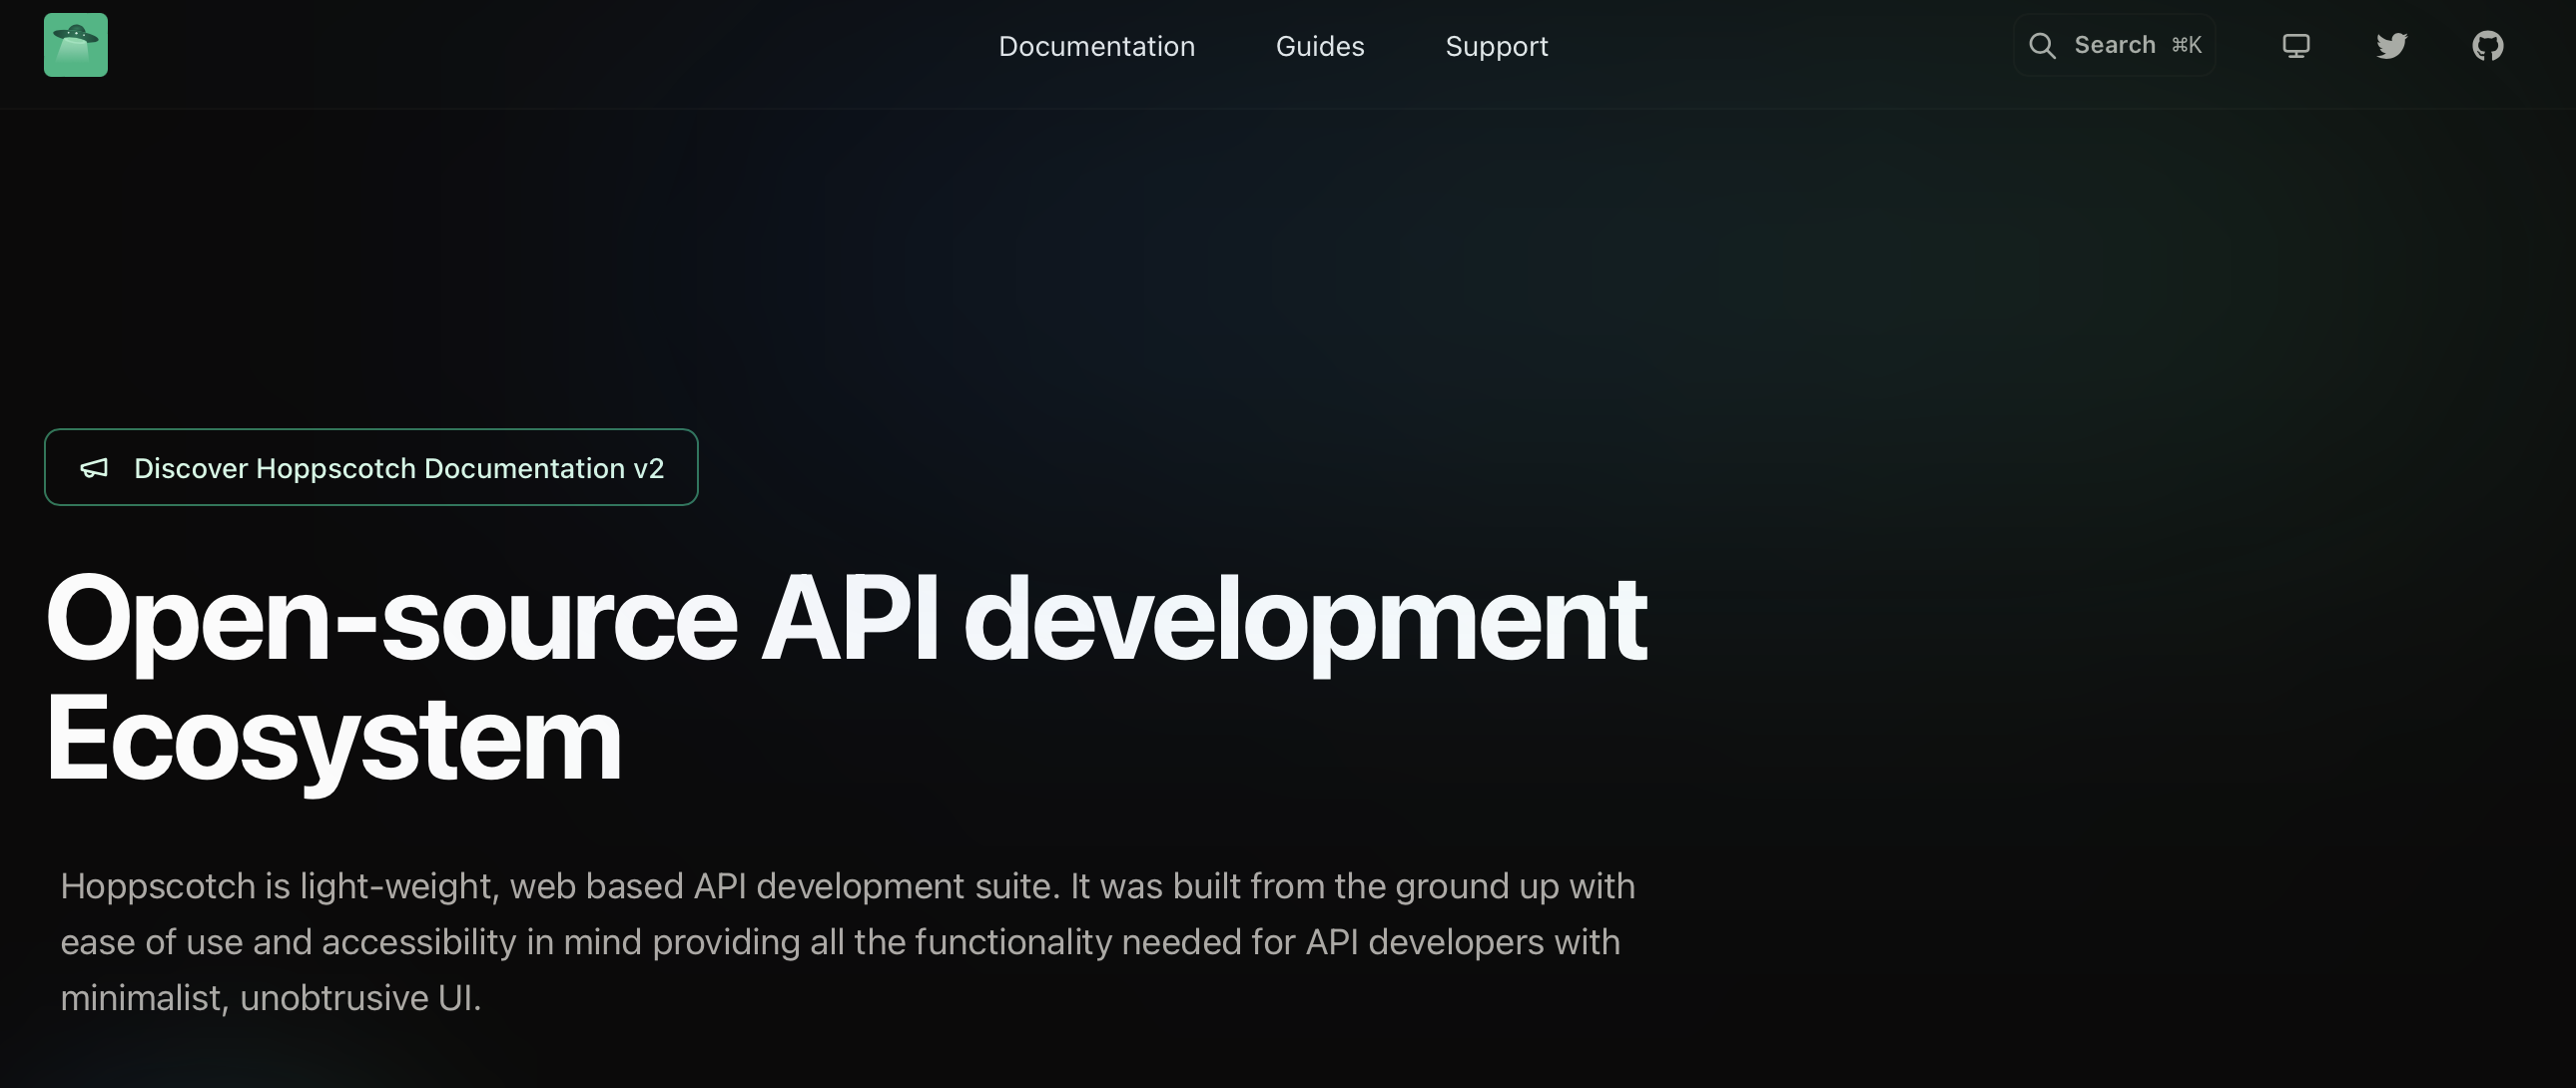 Documentation Guides Support Search ⌘K
Discover Hoppscotch Documentation v2
Open-source API development
Ecosystem
Hoppscotch is light-weight, web based API development suite. It was built from the ground up with
ease of use and accessibility in mind providing all the functionality needed for API developers with
minimalist, unobtrusive UI.